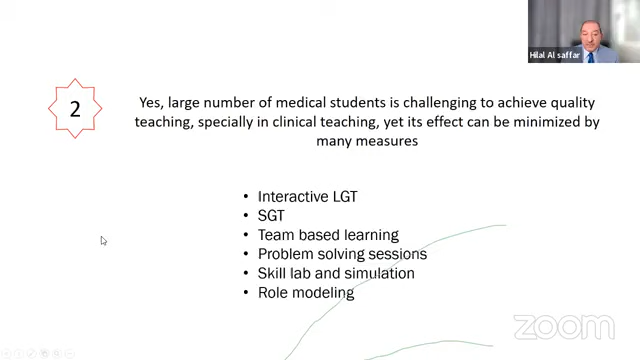 Hilal Al saffar
2
Yes, large number of medical students is challenging to achieve quality
teaching, specially in clinical teaching, yet its effect can be minimized by
many measures
• Interactive LGT
• SGT
• Team based learning
• Problem solving sessions
• Skill lab and simulation
• Role modeling
zoom